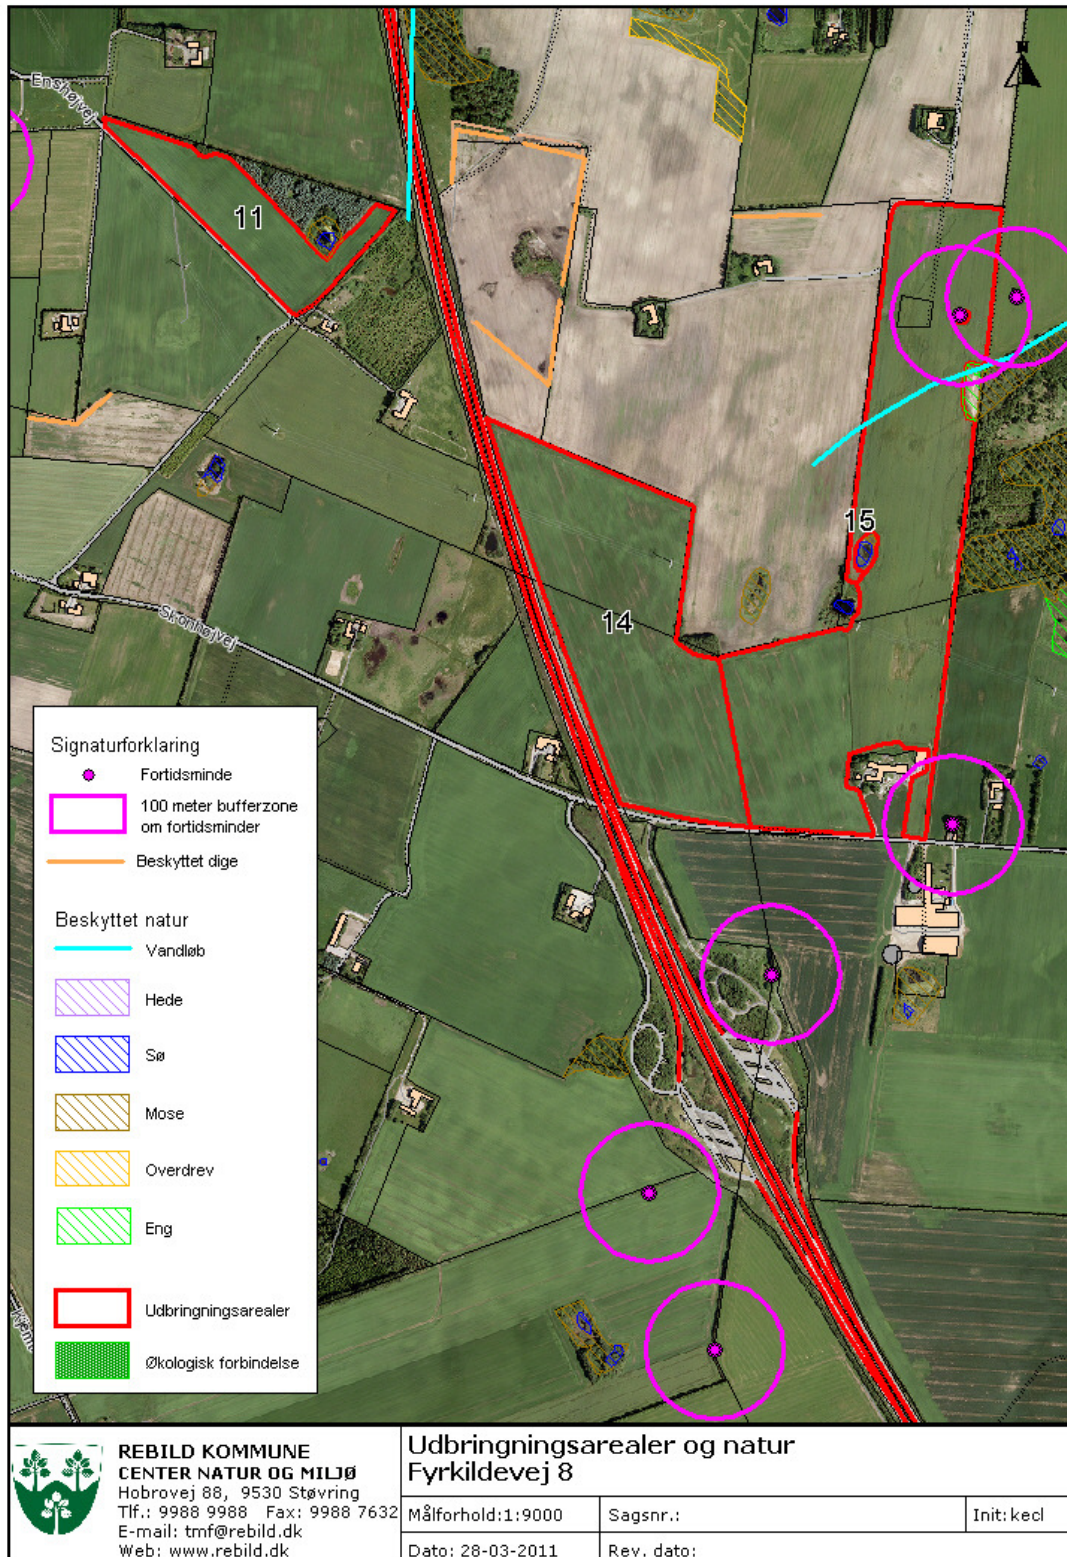 N
Enshøjvej
11
15
14
Skonhøjvej
Signaturforklaring
Fortidsminde
100 meter bufferzone
om fortidsminder
Beskyttet dige
Beskyttet natur
Vandløb
Hede
Sø
Mose
Overdrev
Eng
Udbringningsarealer
Økologisk forbindelse
REBILD KOMMUNE
CENTER NATUR OG MILJØ
Hobrovej 88, 9530 Støvring
Tlf.: 9988 9988 Fax: 9988 7632
E-mail: tmf@rebild.dk
Web: www.rebild.dk
Udbringningsarealer og natur
Fyrkildevej 8
Målforhold:1:9000
Sagsnr.:
Init: kecl
Dato: 28-03-2011
Rev. dato: